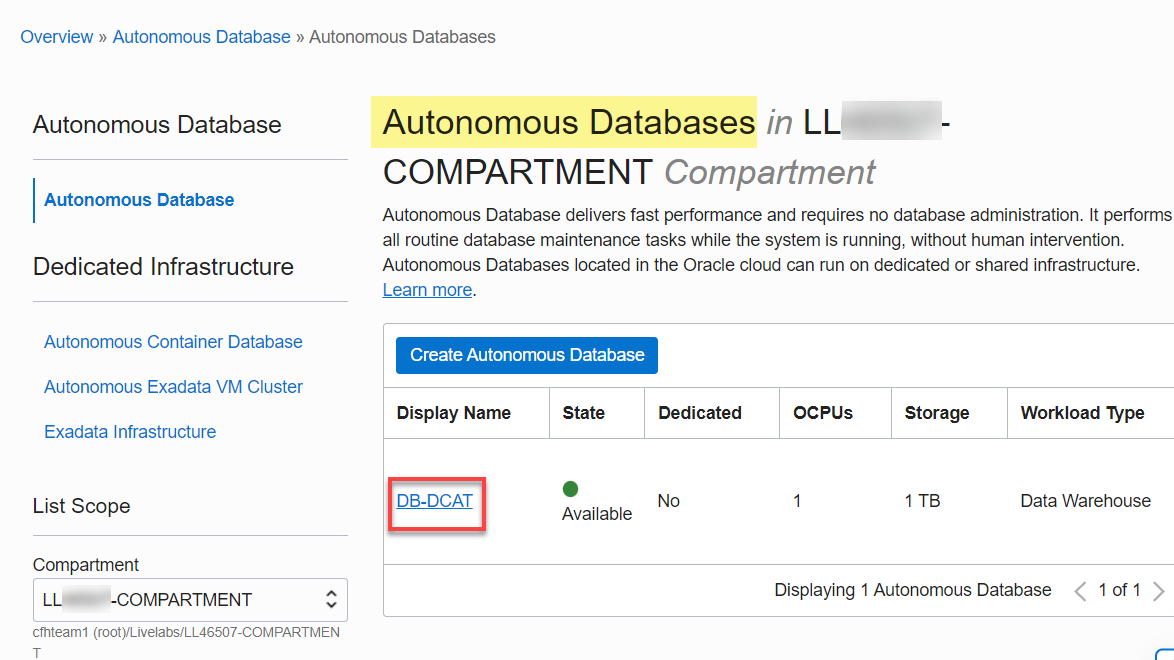 Overview » Autonomous Database » Autonomous Databases
Autonomous Database
Autonomous Database
Dedicated Infrastructure
Autonomous Container Database
Autonomous Exadata VM Cluster
Exadata Infrastructure
List Scope
Compartment
LL -COMPARTMENT
cfhteam1 (root)/Livelabs/LL46507-COMPARTMEN
T
Autonomous Databases in LL -
COMPARTMENT Compartment
Autonomous Database delivers fast performance and requires no database administration. It performs
all routine database maintenance tasks while the system is running, without human intervention.
Autonomous Databases located in the Oracle cloud can run on dedicated or shared infrastructure.
Learn more.
Create Autonomous Database
Display Name State Dedicated OCPUs Storage Workload Type
DB-DCAT Available No 1 1 TB Data Warehouse
Displaying 1 Autonomous Database < 1 of 1 >